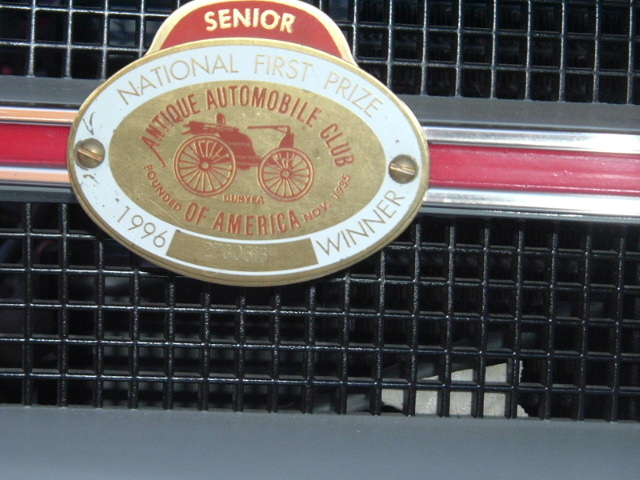 SENIOR
NATIONAL FIRST PRIZE
ANTIQUE AUTOMOBILE CLUB
DURYEA
FOUNDED OF AMERICA NOV. 1935
1996 WINNER